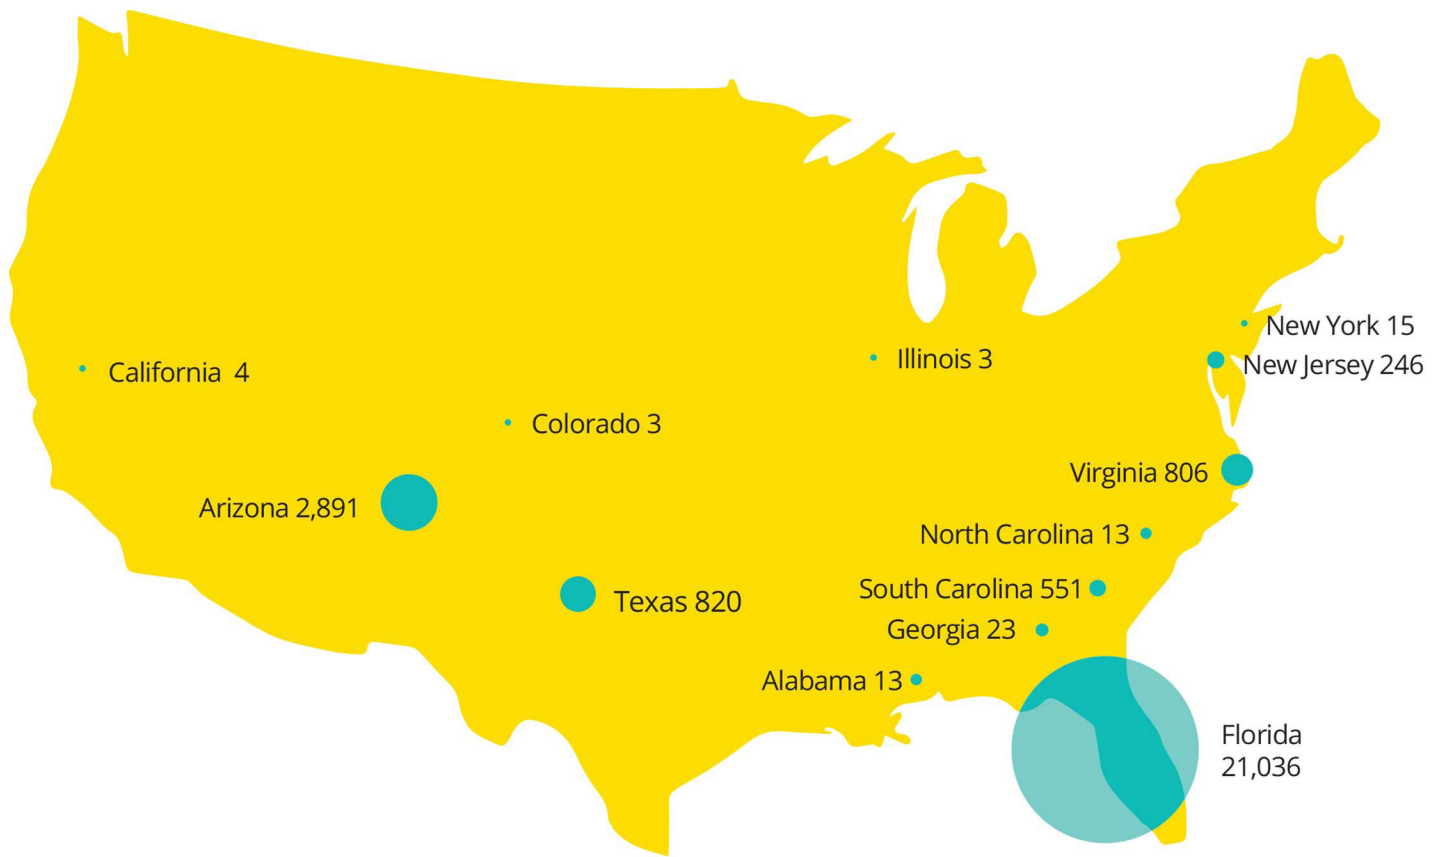 New York 15
Illinois 3
New Jersey 246
California 4
Colorado 3
Virginia 806
Arizona 2,891
North Carolina 13
South Carolina 551
Texas 820
Georgia 23
Alabama 13
Florida
21,036